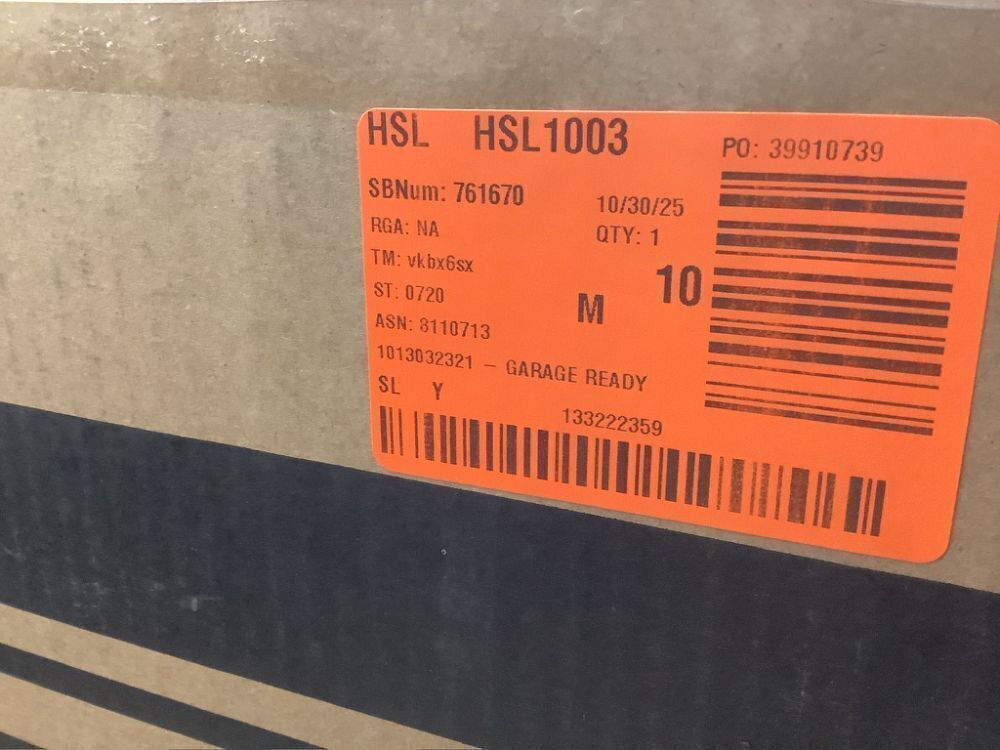 HSL HSL1003
PO: 39910739
SBNum: 761670
10/30/25
RGA: NA
QTY: 1
TM: vkbx6sx
10
ST: 0720
M
ASN: 8110713
1013032321 - GARAGE READY
SL Y
133222359